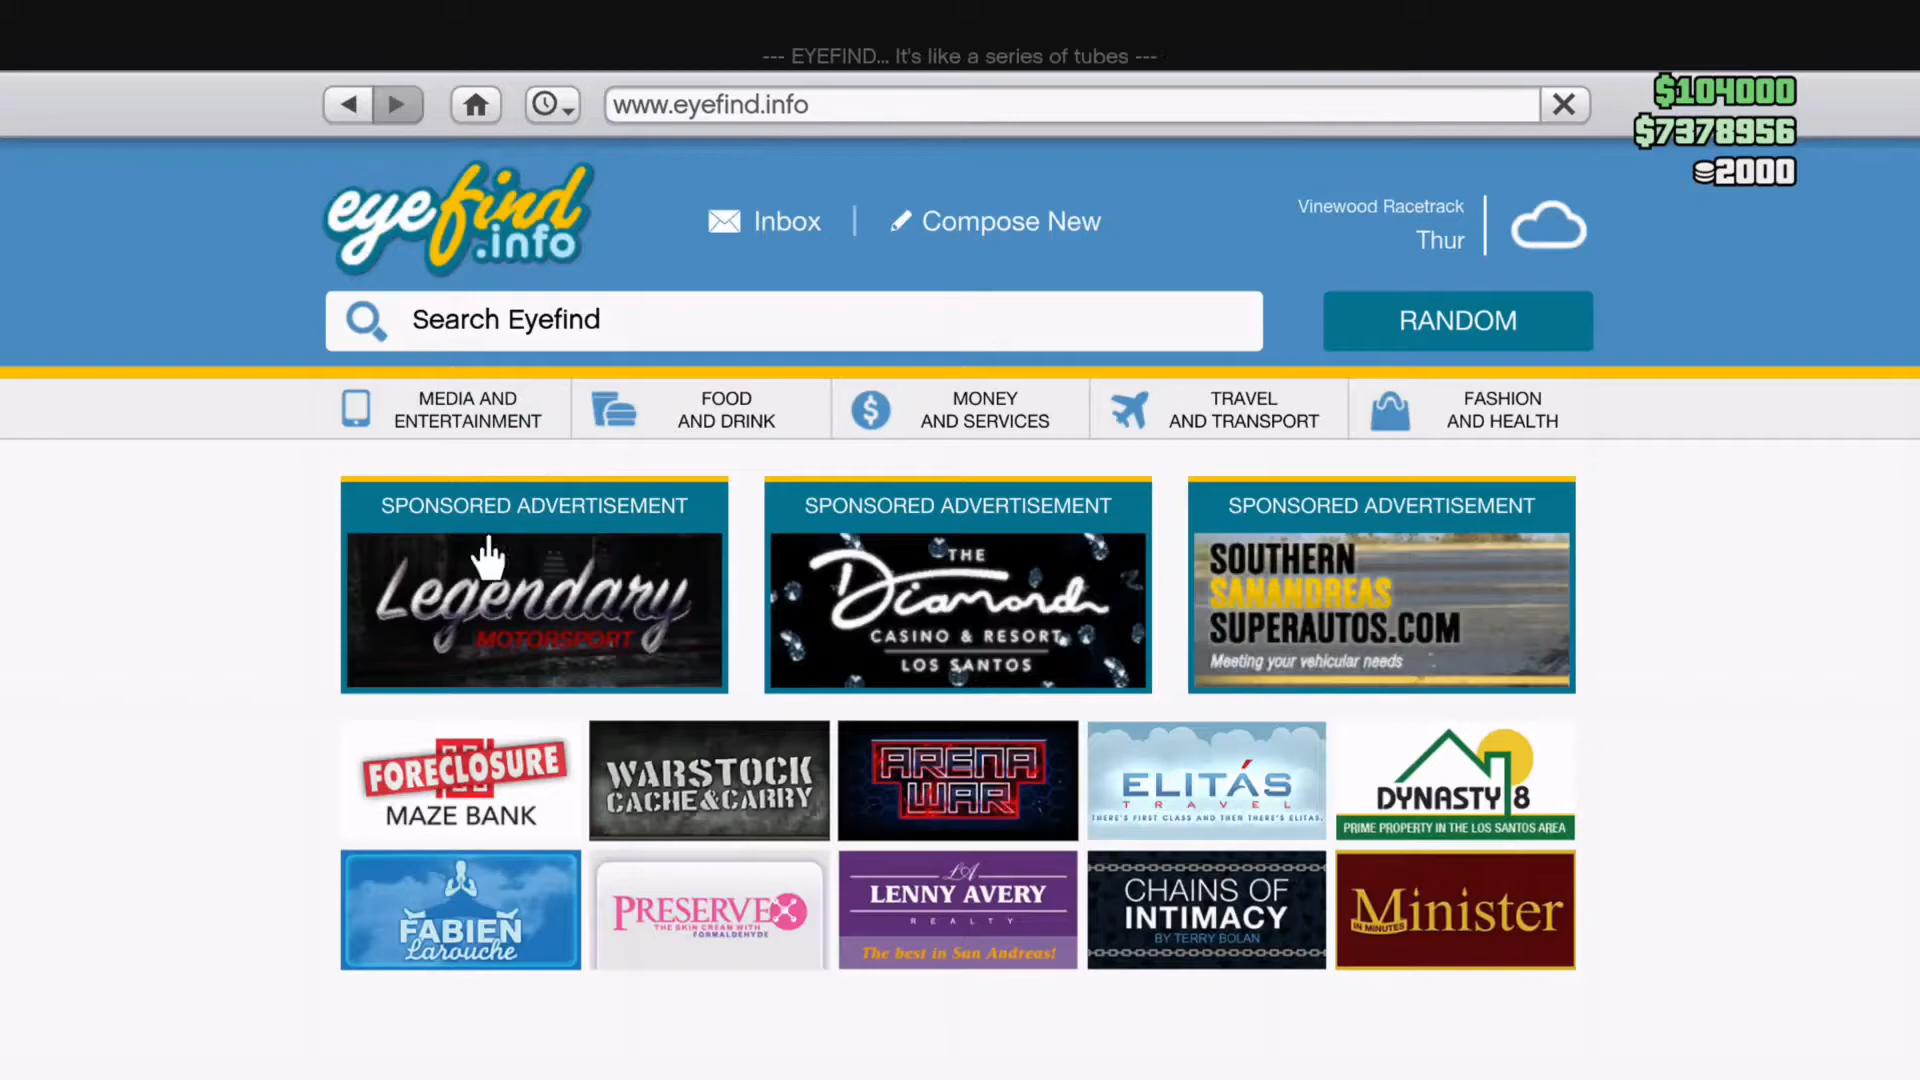 --- EYEFIND... It's like a series of tubes ---
www.eyefind.info
$104000
$7378956
2000
eyefind
.info
Inbox
Compose New
Vinewood Racetrack
Thur
Search Eyefind
RANDOM
MEDIA AND
ENTERTAINMENT
FOOD
AND DRINK
MONEY
AND SERVICES
TRAVEL
AND TRANSPORT
FASHION
AND HEALTH
SPONSORED ADVERTISEMENT
Legendary
MOTORSPORT
SPONSORED ADVERTISEMENT
THE
Diamond
CASINO & RESORT
LOS SANTOS
SPONSORED ADVERTISEMENT
SOUTHERN
SANANDREAS
SUPERAUTOS.COM
Meeting your vehicular needs
FORECLOSURE
MAZE BANK
WARSTOCK
CACHE&CARRY
ARENA
WAR
ELITÁS
TRAVEL
THERE'S FIRST CLASS AND THEN THERE'S ELITAS.
DYNASTY 8
PRIME PROPERTY IN THE LOS SANTOS AREA
FABIEN
Larouche
PRESERVEX
THE SKIN CREAM WITH
FORMALDEHYDE
LA
LENNY AVERY
REALTY
The best in San Andreas!
CHAINS OF
INTIMACY
BY TERRY BOLAN
Minister
IN MINUTES